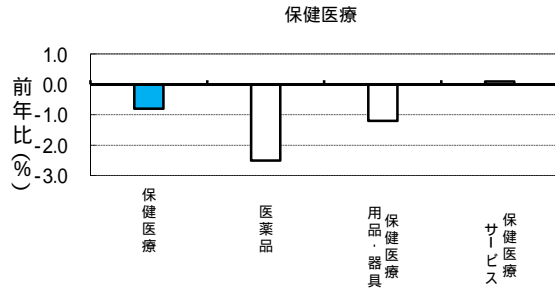 保健医療
前年比(%)
1.0
0.0
-1.0
-2.0
-3.0
保健医療
医薬品
保健医療
用品・器具
保健医療
サービス